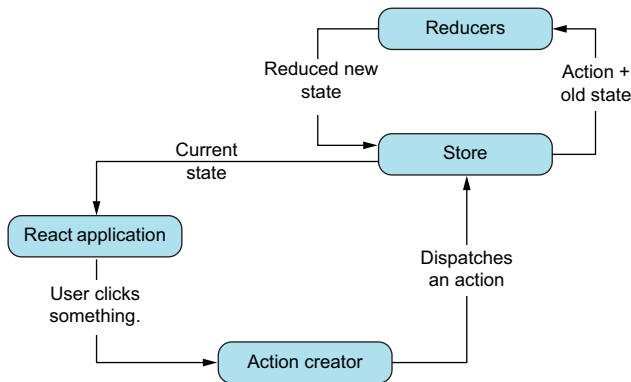 Reducers
Reduced new
state
Action +
old state
Store
Current
state
React application
Dispatches
an action
User clicks
something.
Action creator